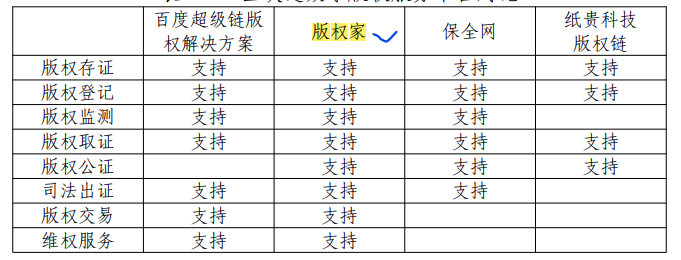 百度超级链版权解决方案 版权家 保全网 纸贵科技版权链
版权存证 支持 支持 支持 支持
版权登记 支持 支持 支持 支持
版权监测 支持 支持 支持
版权取证 支持 支持 支持 支持
版权公证 支持 支持 支持
司法出证 支持 支持 支持
版权交易 支持 支持
维权服务 支持 支持